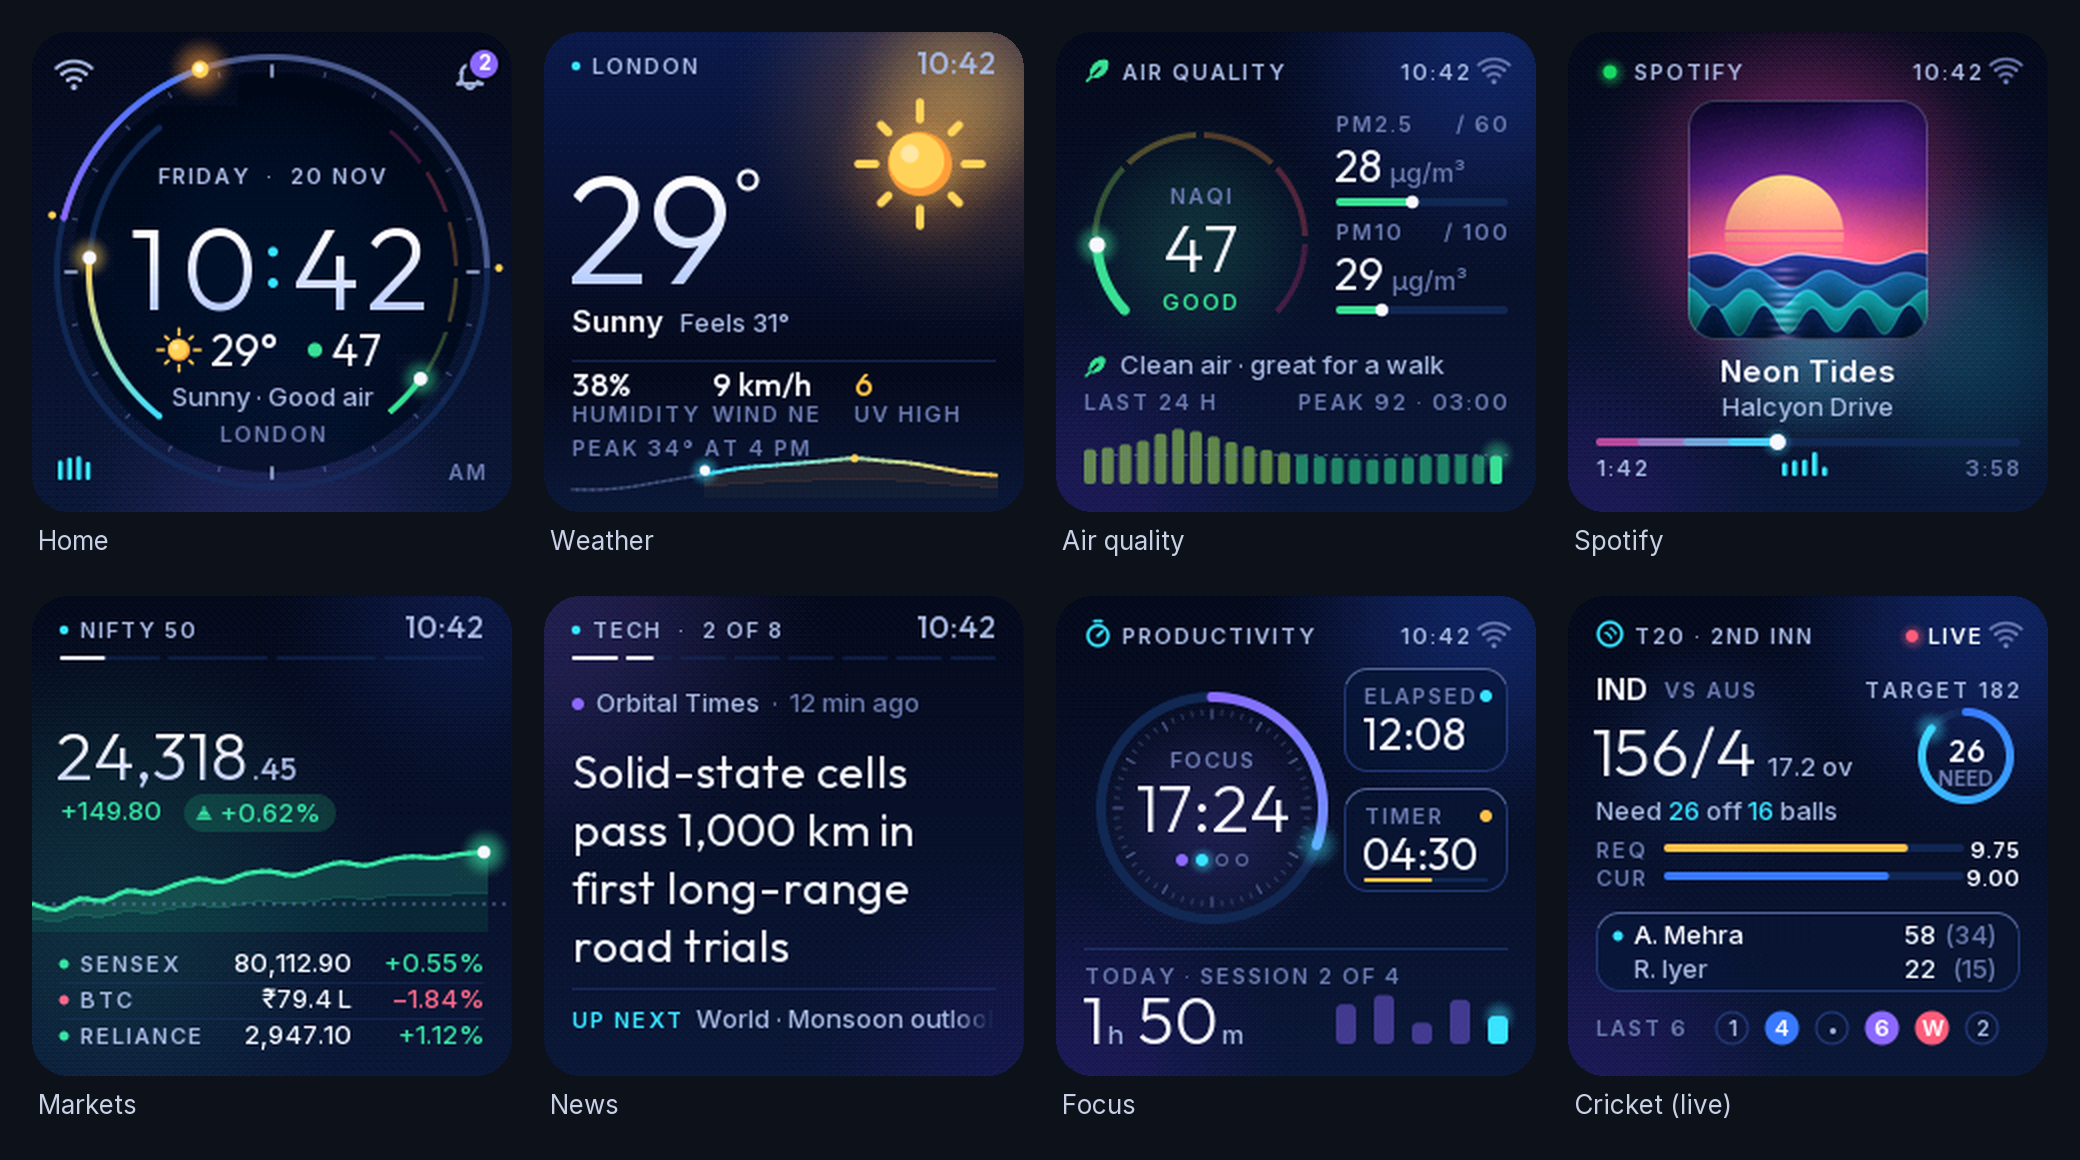 2
FRIDAY · 20 NOV
10:42
29° 47
Sunny · Good air
LONDON
AM
Home
LONDON 10:42
29°
Sunny Feels 31°
38% 9 km/h 6
HUMIDITY WIND NE UV HIGH
PEAK 34° AT 4 PM
Weather
AIR QUALITY 10:42
PM2.5 / 60
28 µg/m³
PM10 / 100
29 µg/m³
NAQI
47
GOOD
Clean air · great for a walk
LAST 24 H PEAK 92 · 03:00
Air quality
SPOTIFY 10:42
Neon Tides
Halcyon Drive
1:42 3:58
Spotify
NIFTY 50 10:42
24,318.45
+149.80 +0.62%
SENSEX 80,112.90 +0.55%
BTC ₹79.4 L −1.84%
RELIANCE 2,947.10 +1.12%
Markets
TECH · 2 OF 8 10:42
Orbital Times · 12 min ago
Solid-state cells
pass 1,000 km in
first long-range
road trials
UP NEXT World · Monsoon outloo
News
PRODUCTIVITY 10:42
FOCUS
17:24
ELAPSED
12:08
TIMER
04:30
TODAY · SESSION 2 OF 4
1h 50m
Focus
T20 · 2ND INN LIVE
IND VS AUS TARGET 182
156/4 17.2 ov
26
NEED
Need 26 off 16 balls
REQ 9.75
CUR 9.00
A. Mehra 58 (34)
R. Iyer 22 (15)
LAST 6 1 4 • 6 W 2
Cricket (live)